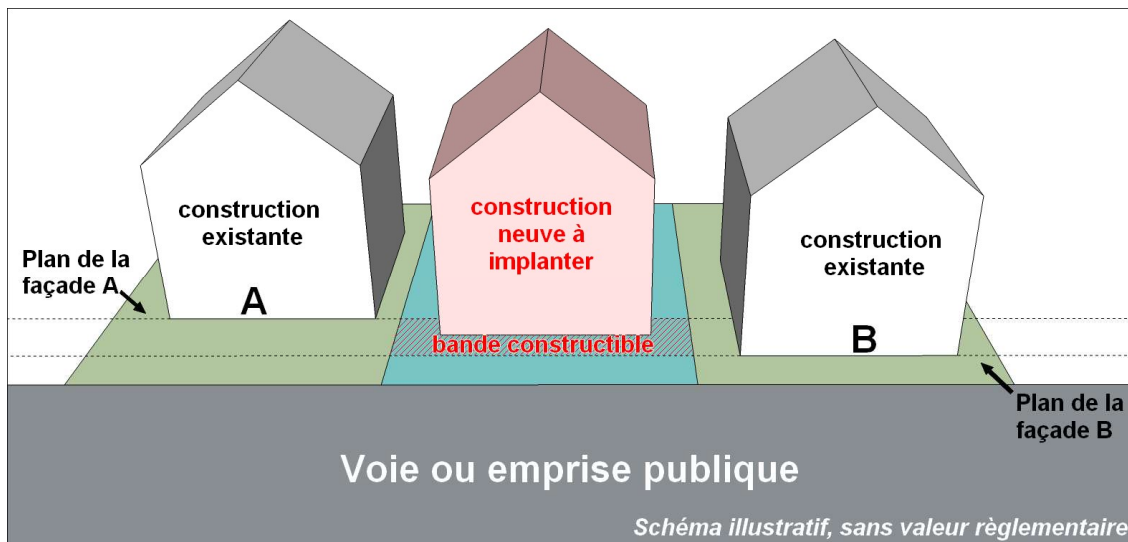 construction
existante
construction
neuve à
implanter
construction
existante
Plan de la
façade A
A
bande constructible
B
Plan de la
façade B
Voie ou emprise publique
Schéma illustratif, sans valeur règlementaire